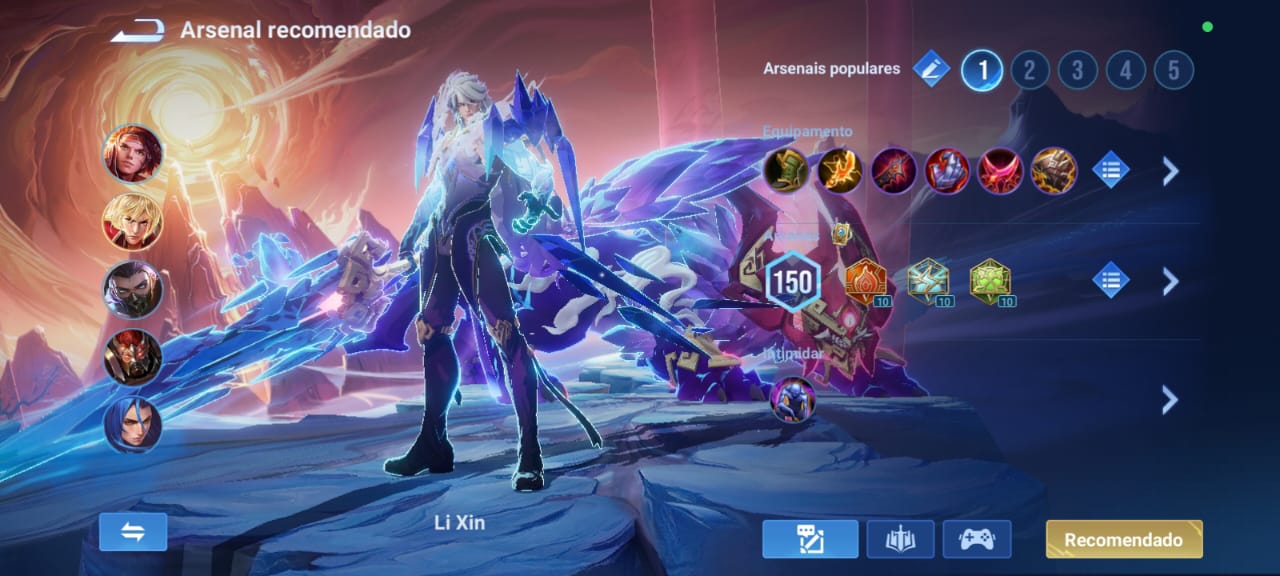 Arsenal recomendado
Arsenais populares
1 2 3 4 5
Equipamento
150
10
10
10
Intimidar
Li Xin
Recomendado